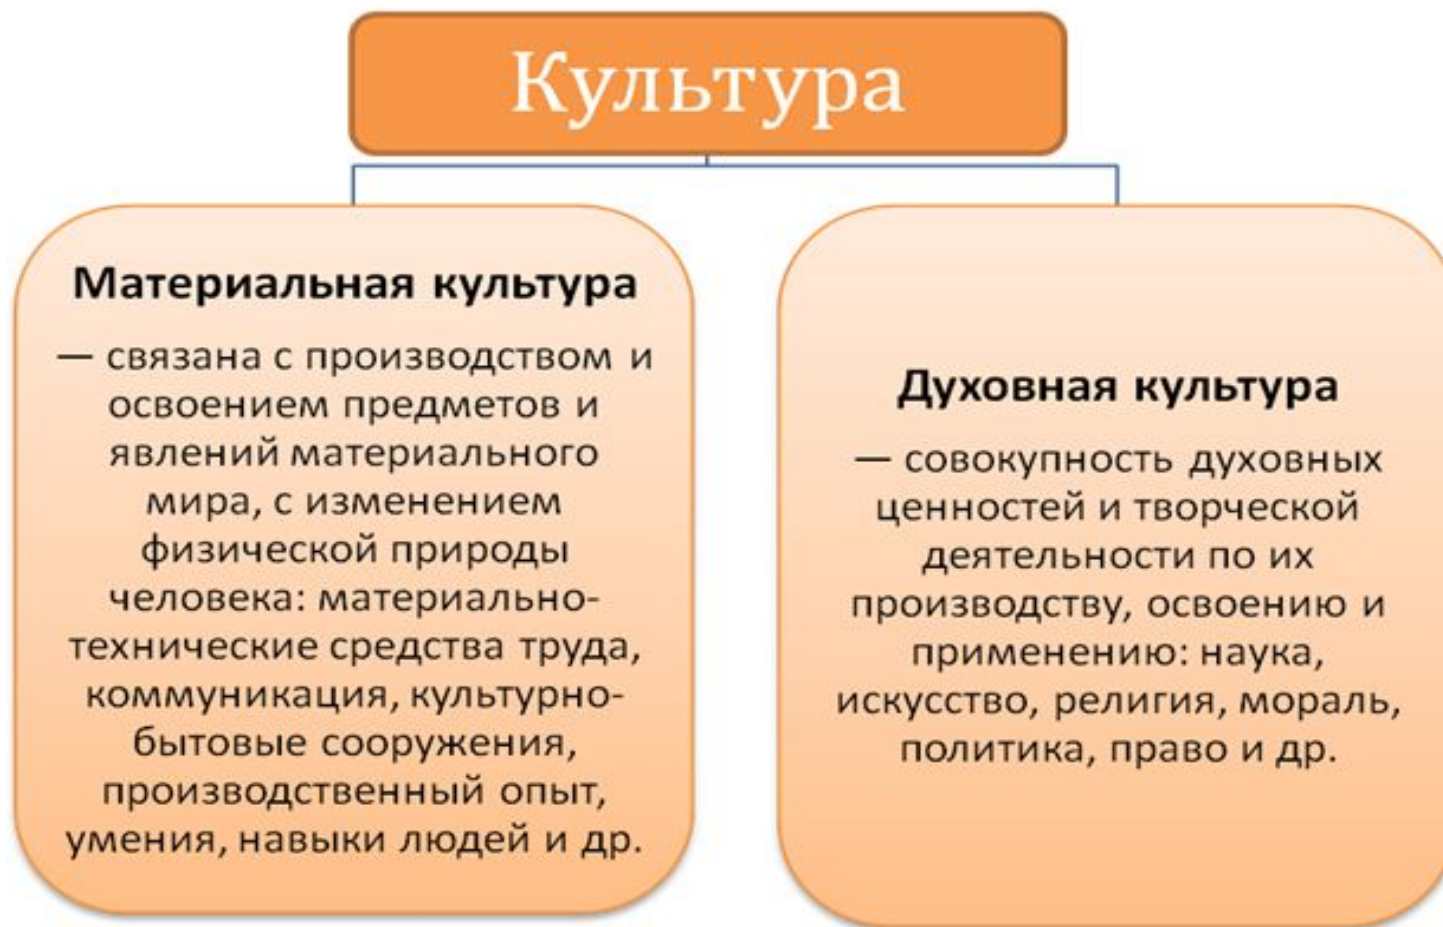 Культура
Материальная культура
— связана с производством и
освоением предметов и
явлений материального
мира, с изменением
физической природы
человека: материально-
технические средства труда,
коммуникация, культурно-
бытовые сооружения,
производственный опыт,
умения, навыки людей и др.
Духовная культура
— совокупность духовных
ценностей и творческой
деятельности по их
производству, освоению и
применению: наука,
искусство, религия, мораль,
политика, право и др.